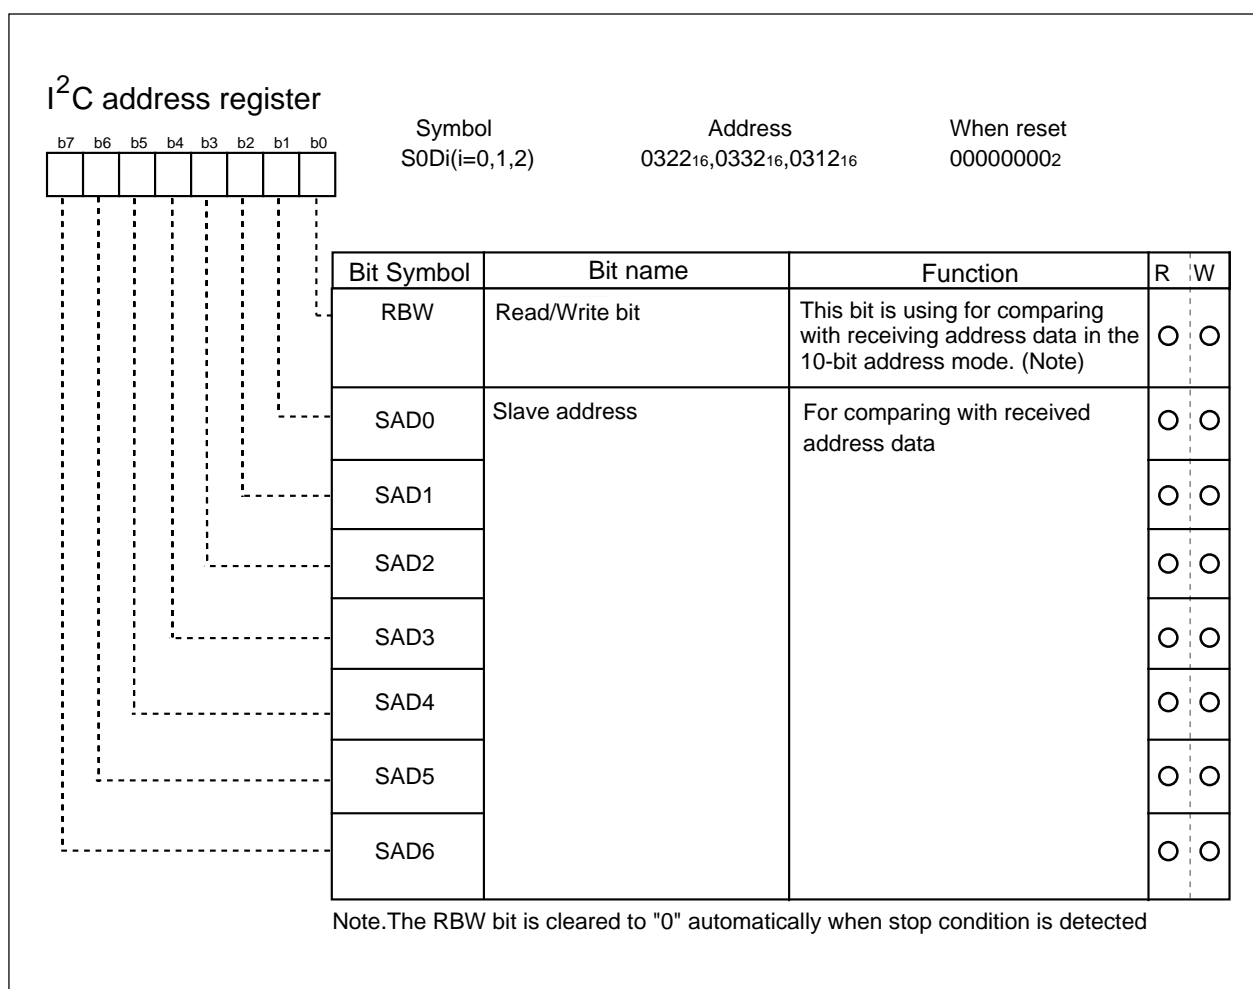 I2C address register
b7 b6 b5 b4 b3 b2 b1 b0
Symbol Address When reset
S0Di(i=0,1,2) 032216,033216,031216 000000002
Bit Symbol Bit name Function R W
RBW Read/Write bit This bit is using for comparing
with receiving address data in the
10-bit address mode. (Note)
SAD0 Slave address For comparing with received
address data
SAD1
SAD2
SAD3
SAD4
SAD5
SAD6
Note.The RBW bit is cleared to "0" automatically when stop condition is detected